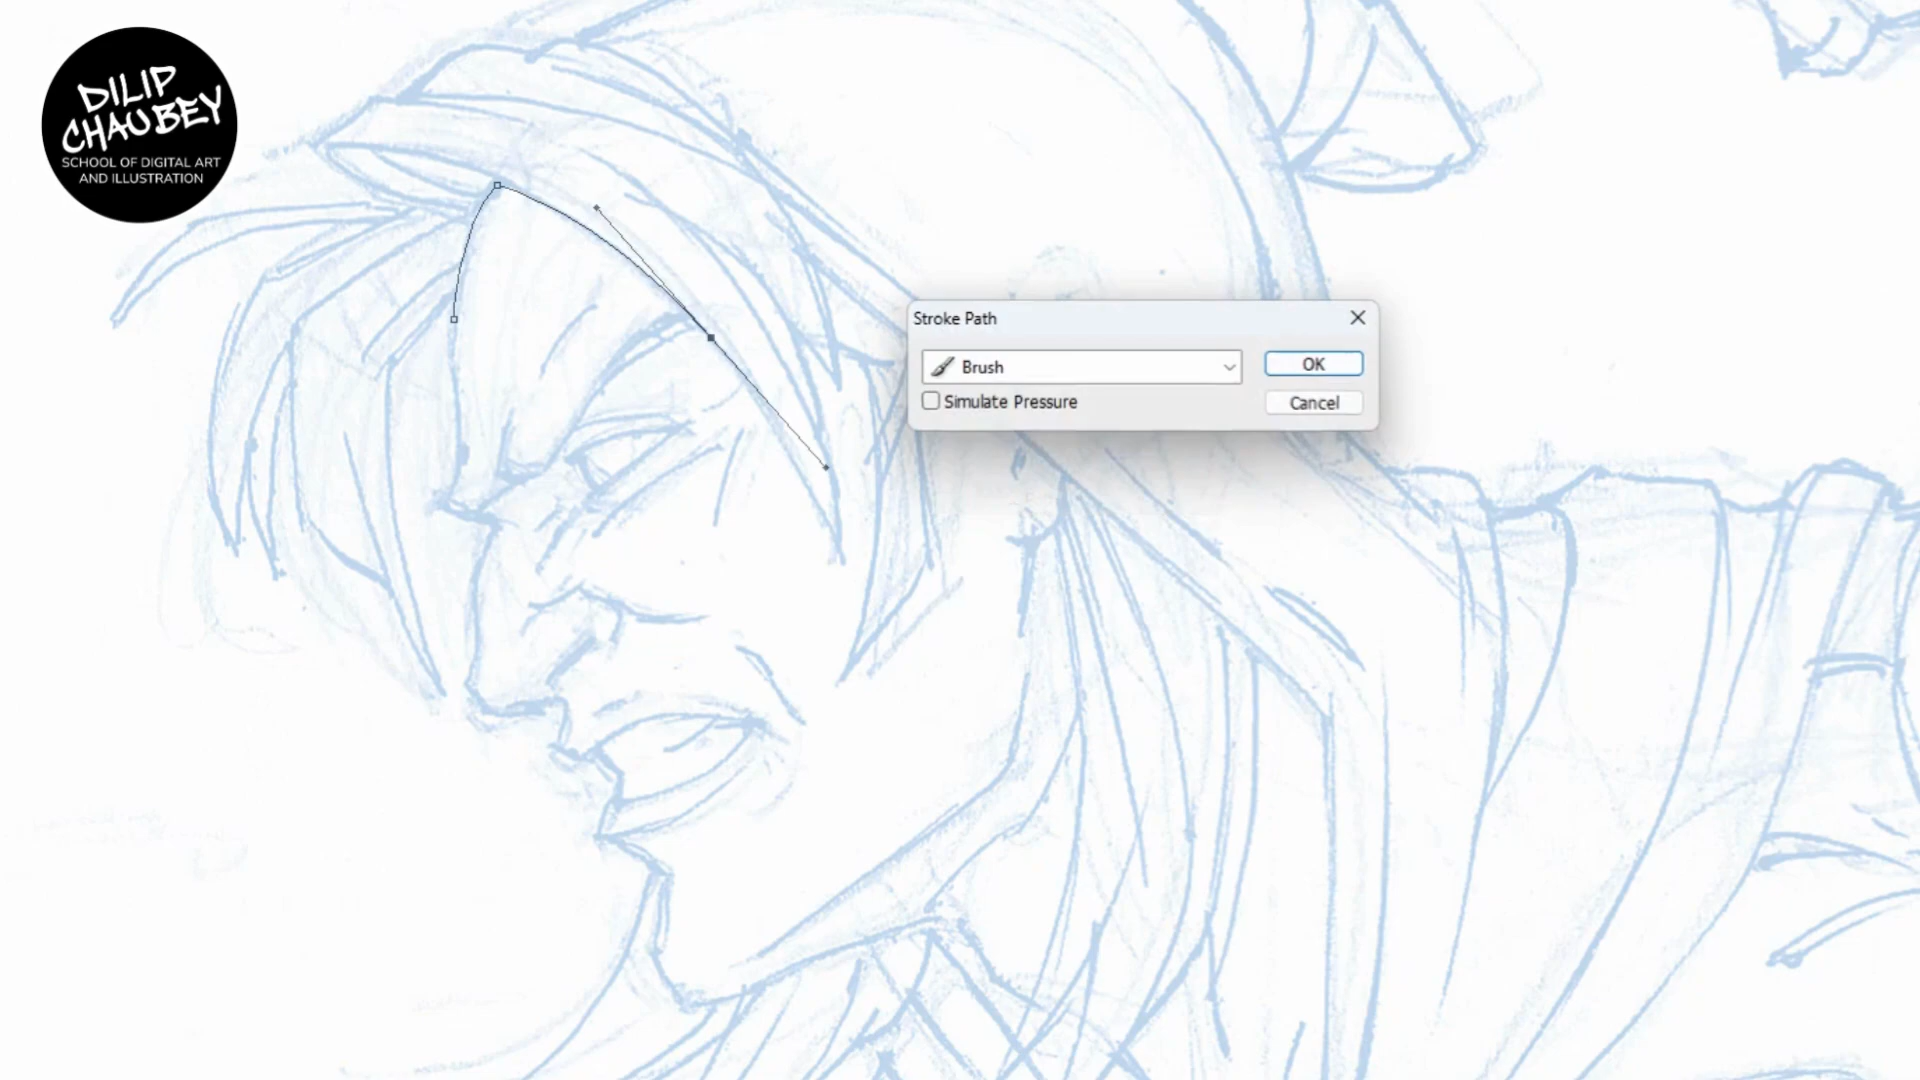 DILIP
CHAUBEY
SCHOOL OF DIGITAL ART
AND ILLUSTRATION
Stroke Path
Brush
OK
Simulate Pressure
Cancel